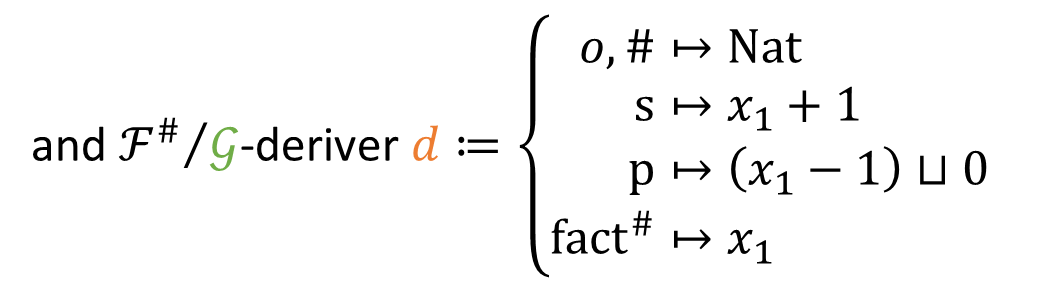 o, # ↦ Nat
s ↦ x₁ + 1
and ℱ^#/𝒢-deriver d ≔
p ↦ (x₁ − 1) ⊔ 0
fact^# ↦ x₁